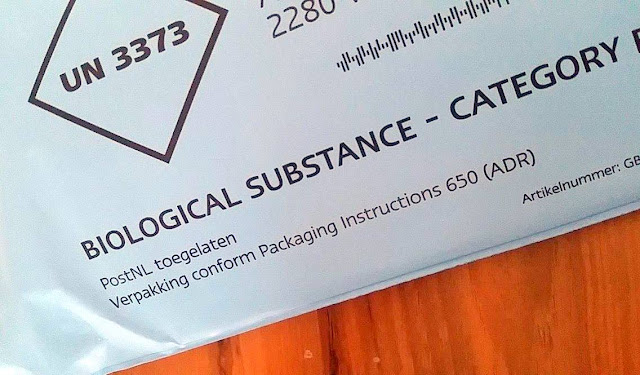 UN 3373
2280
BIOLOGICAL SUBSTANCE - CATEGORY
PostNL toegelaten
Verpakking conform Packaging Instructions 650 (ADR)
Artikelnummer: GB